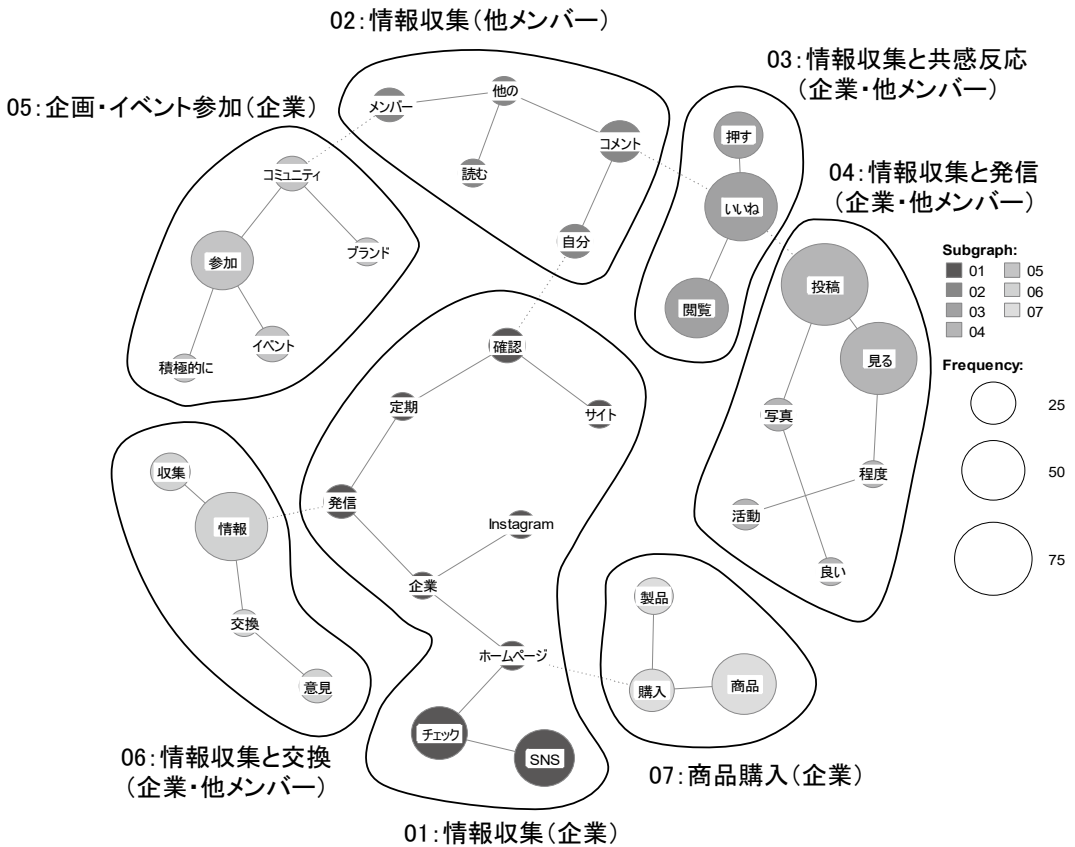 02：情報収集（他メンバー）
03：情報収集と共感反応
（企業・他メンバー）
05：企画・イベント参加（企業）
メンバー
他の
コメント
読む
自分
押す
いいね
閲覧
04：情報収集と発信
（企業・他メンバー）
コミュニティ
参加
ブランド
イベント
積極的に
投稿
見る
写真
程度
活動
良い
Subgraph:
01
02
03
04
05
06
07
Frequency:
25
50
75
確認
定期
サイト
発信
Instagram
企業
ホームページ
チェック
SNS
収集
情報
交換
意見
製品
購入
商品
06：情報収集と交換
（企業・他メンバー）
07：商品購入（企業）
01：情報収集（企業）